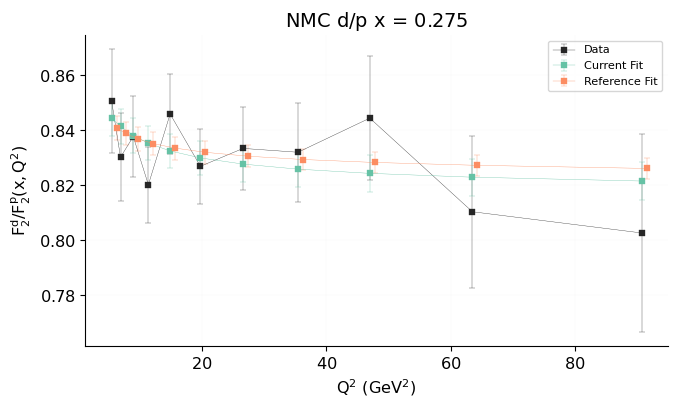 NMC d/p x = 0.275
Data
Current Fit
Reference Fit
F₂ᵈ/F₂ᵖ(x, Q²)
0.86
0.84
0.82
0.80
0.78
20
40
60
80
Q² (GeV²)